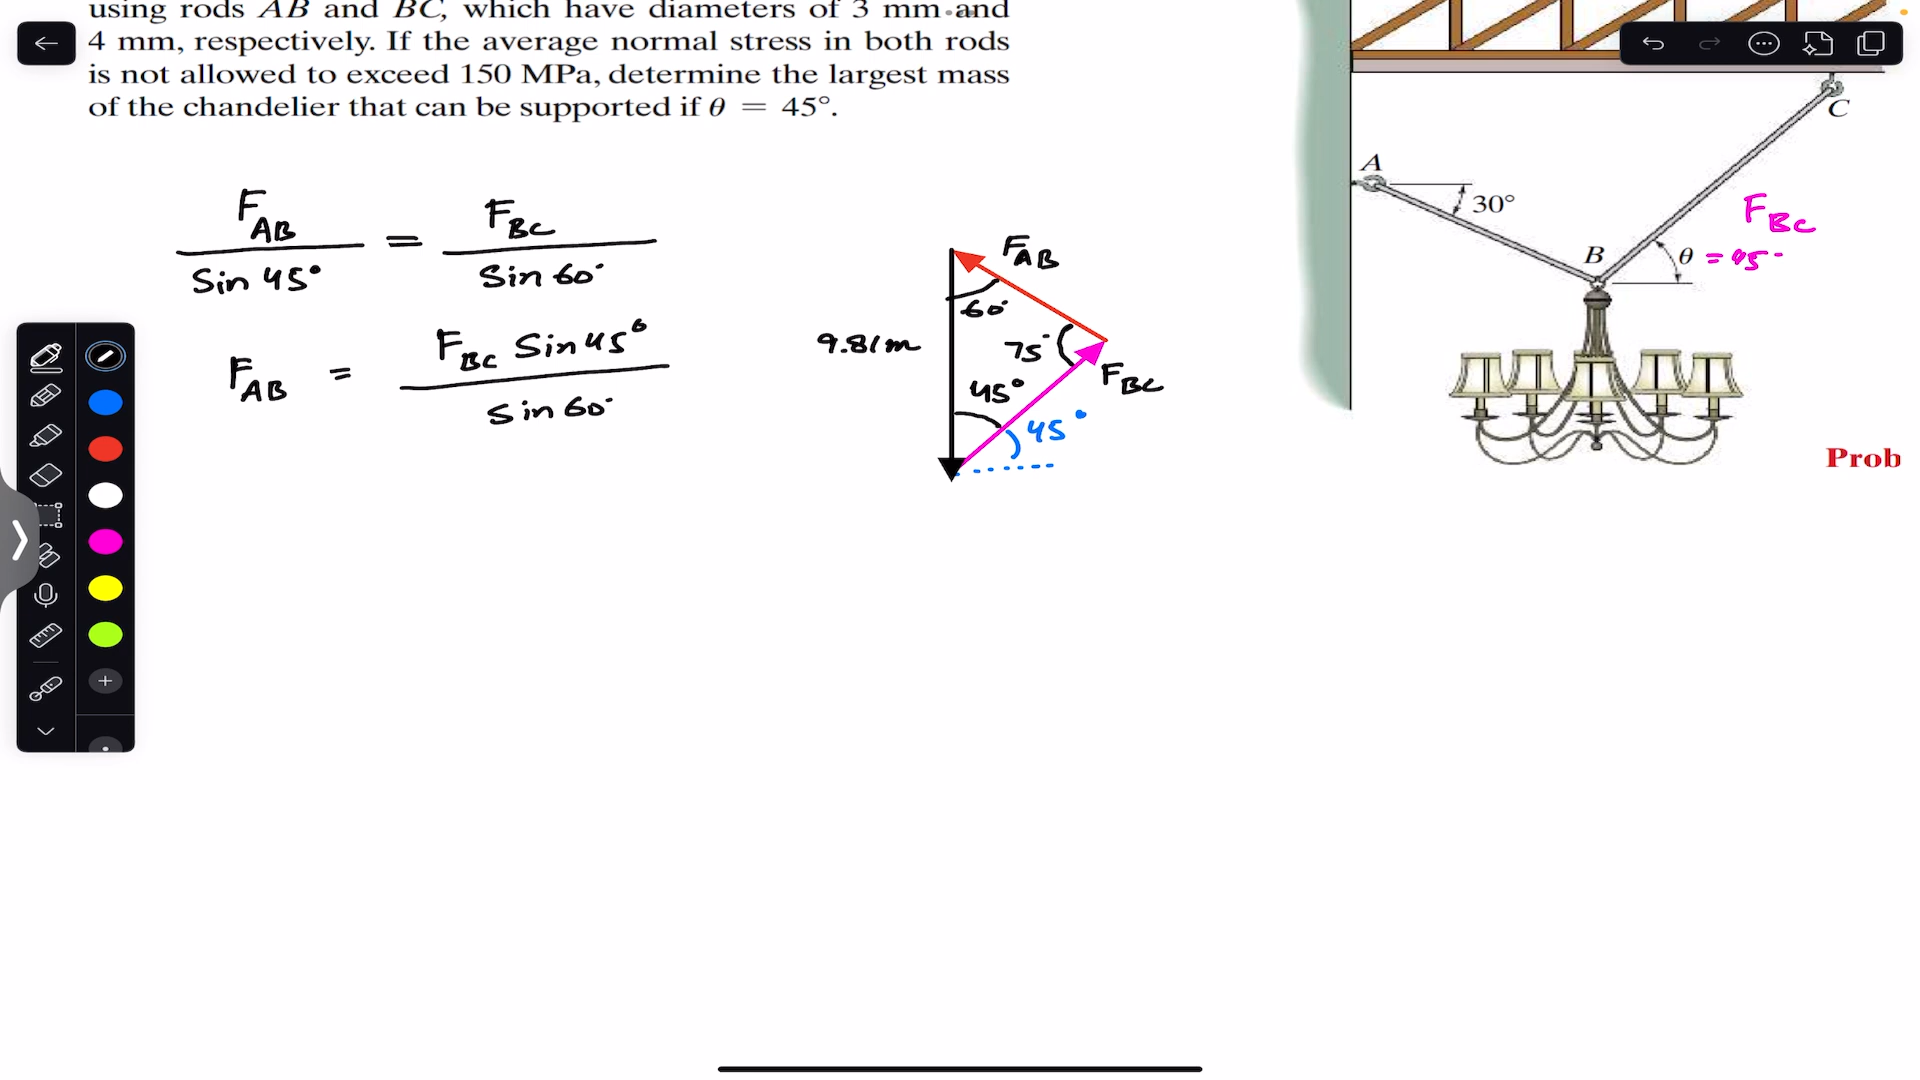 using rods AB and BC, which have diameters of 3 mm and
4 mm, respectively. If the average normal stress in both rods
is not allowed to exceed 150 MPa, determine the largest mass
of the chandelier that can be supported if θ = 45°.
F_AB / Sin 45° = F_BC / Sin 60°
F_AB = F_BC Sin 45° / Sin 60°
F_AB
60°
9.81m
75°
F_BC
45°
45°
C
A
30°
F_BC
B
θ = 45°
Prob